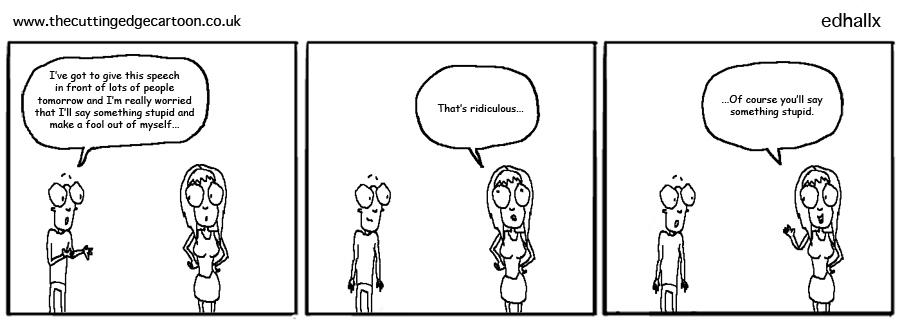 www.thecuttingedgecartoon.co.uk
edhallx
I've got to give this speech
in front of lots of people
tomorrow and I'm really worried
that I'll say something stupid and
make a fool out of myself...
That's ridiculous...
...Of course you'll say
something stupid.